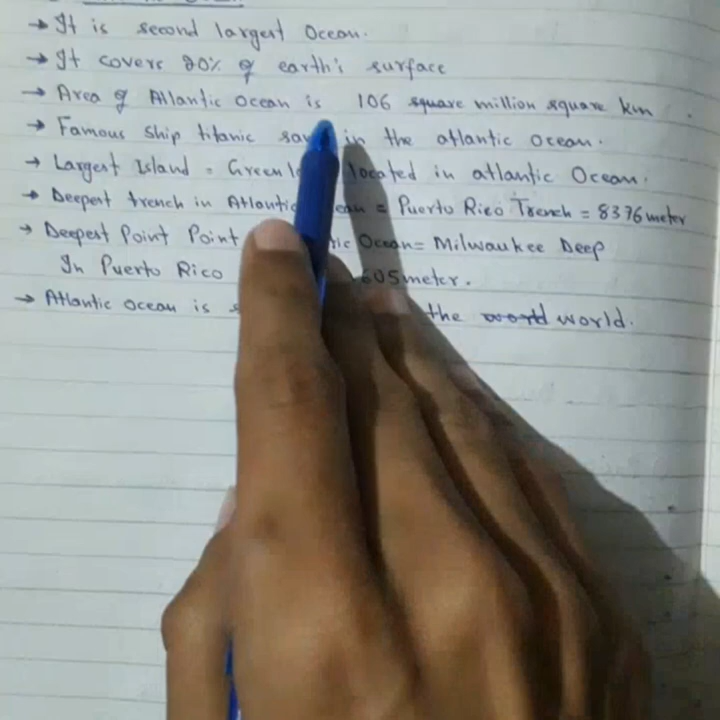 → It is second largest Ocean.
→ It covers 20% of earth's surface
→ Area of Atlantic Ocean is 106 square million square km.
→ Famous Ship titanic in the atlantic Ocean.
→ Largest Island = located in atlantic Ocean.
→ Deepest trench in Atlantic = Puerto Rico Trench = 8376 meter
→ Deepest Point Point Ocean = Milwaukee Deep
In Puerto Rico 605 meter.
→ Atlantic Ocean is the world.